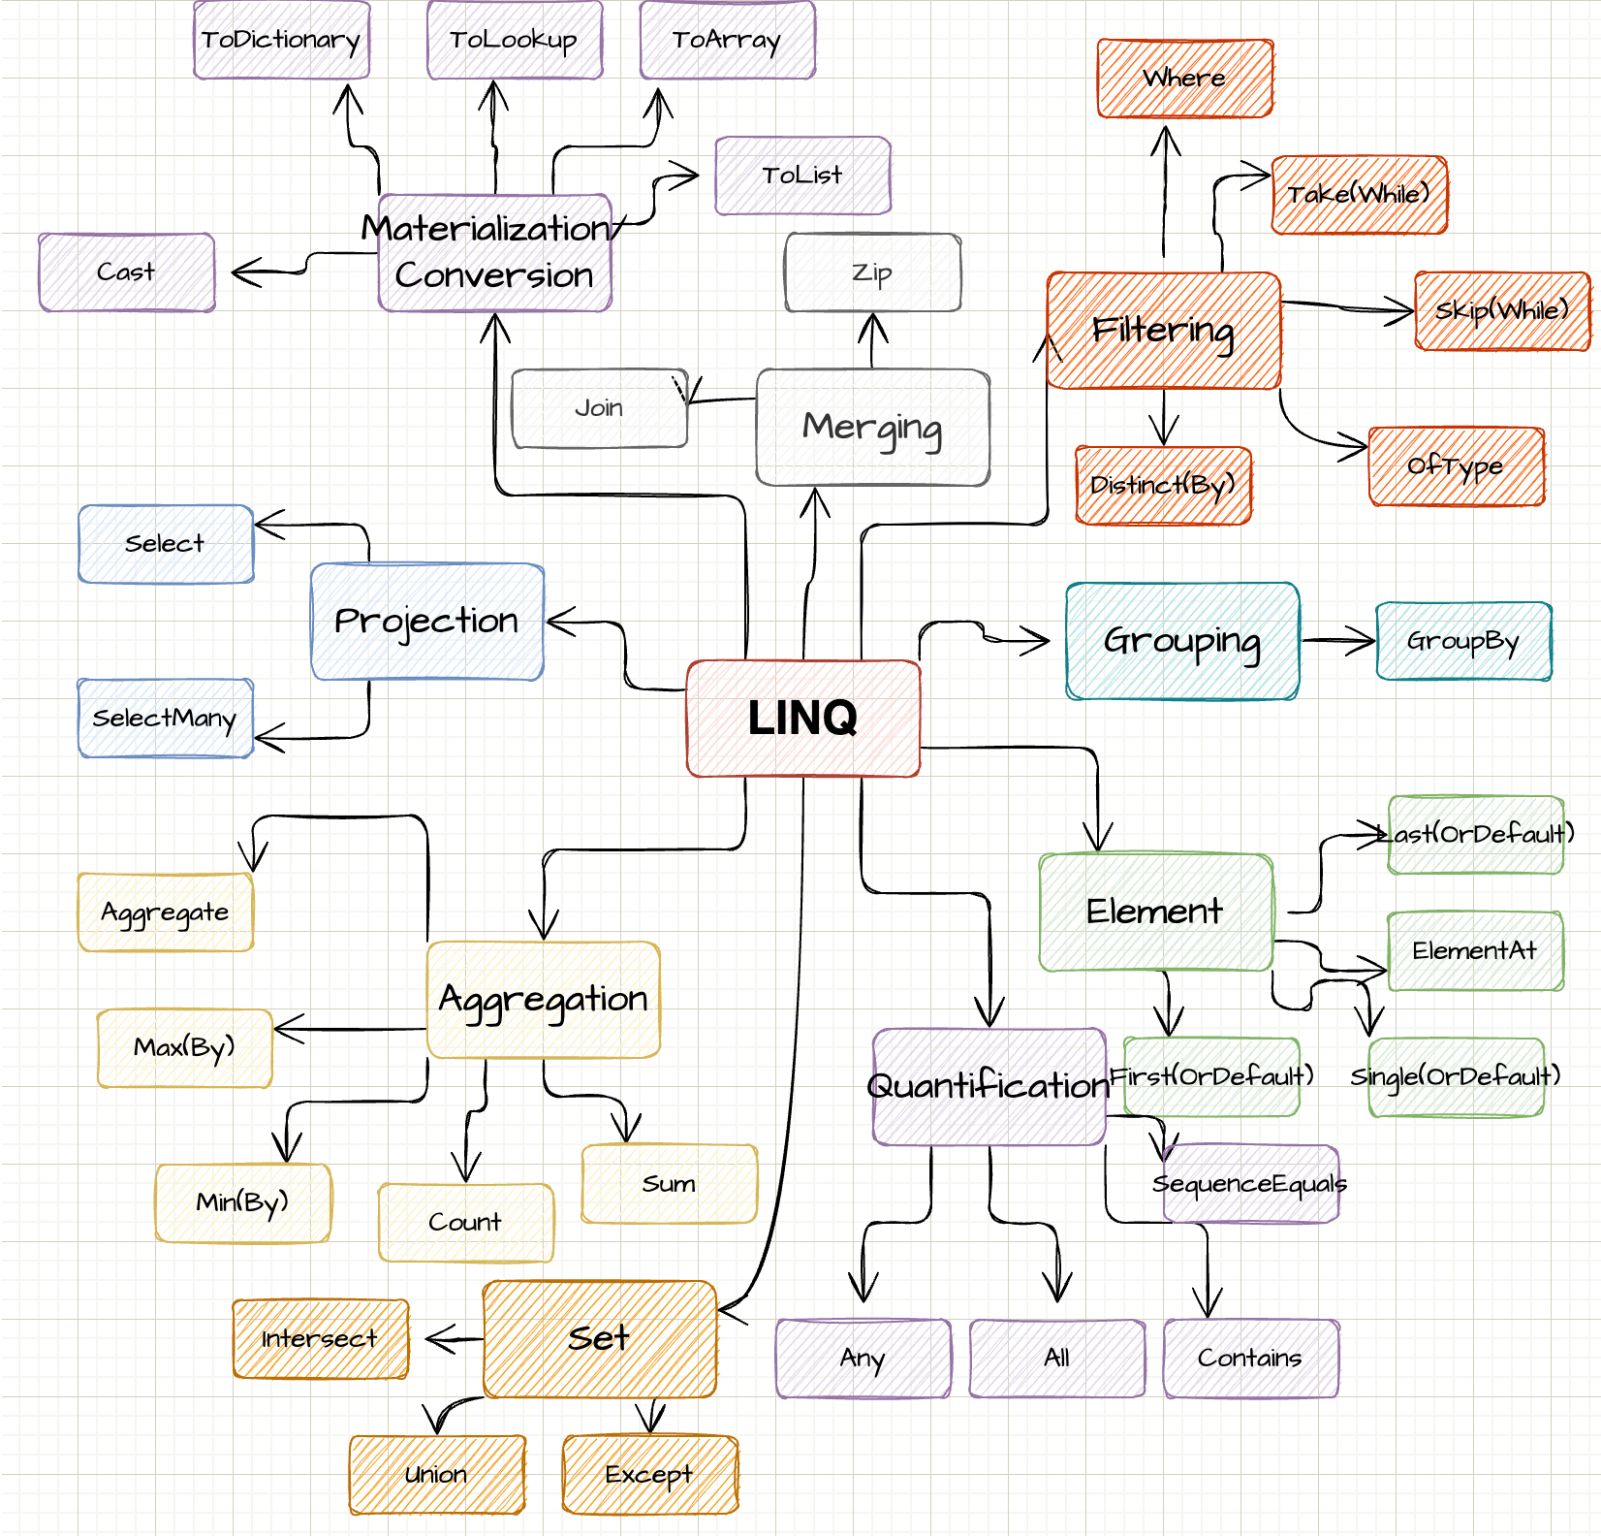 ToDictionary
ToLookup
ToArray
Where
ToList
Take(While)
Materialization/
Conversion
Cast
Zip
Filtering
Skip(While)
Join
Merging
OfType
Distinct(By)
Select
Projection
Grouping
GroupBy
SelectMany
LINQ
Last(OrDefault)
Aggregate
Element
ElementAt
Aggregation
Max(By)
Quantification
First(OrDefault)
Single(OrDefault)
Min(By)
Count
Sum
SequenceEquals
Intersect
Set
Any
All
Contains
Union
Except